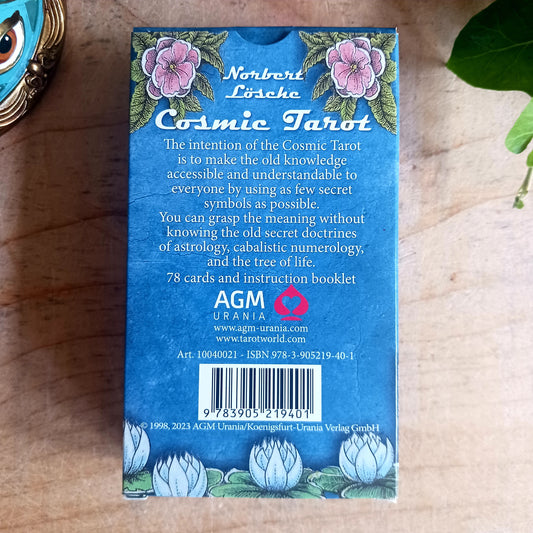 Norbert
Lösche
Cosmic Tarot
The intention of the Cosmic Tarot
is to make the old knowledge
accessible and understandable to
everyone by using as few secret
symbols as possible.
You can grasp the meaning without
knowing the old secret doctrines
of astrology, cabalistic numerology,
and the tree of life.
78 cards and instruction booklet
AGM
URANIA
www.agm-urania.com
www.tarotworld.com
Art. 10040021 - ISBN 978-3-905219-40-1
9 783905 219401
© 1998, 2023 AGM Urania/Koenigsfurt-Urania Verlag GmbH